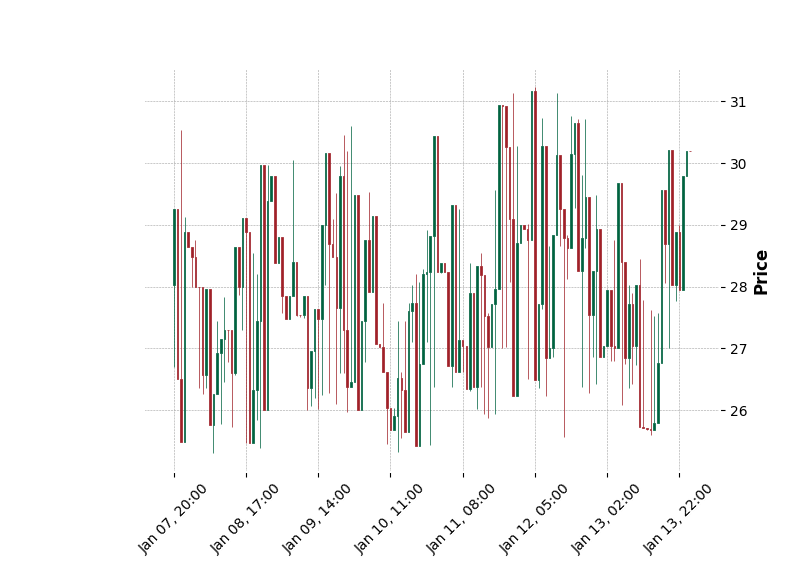 31
30
29
28
27
26
Price
Jan 07, 20:00
Jan 08, 17:00
Jan 09, 14:00
Jan 10, 11:00
Jan 11, 08:00
Jan 12, 05:00
Jan 13, 02:00
Jan 13, 22:00